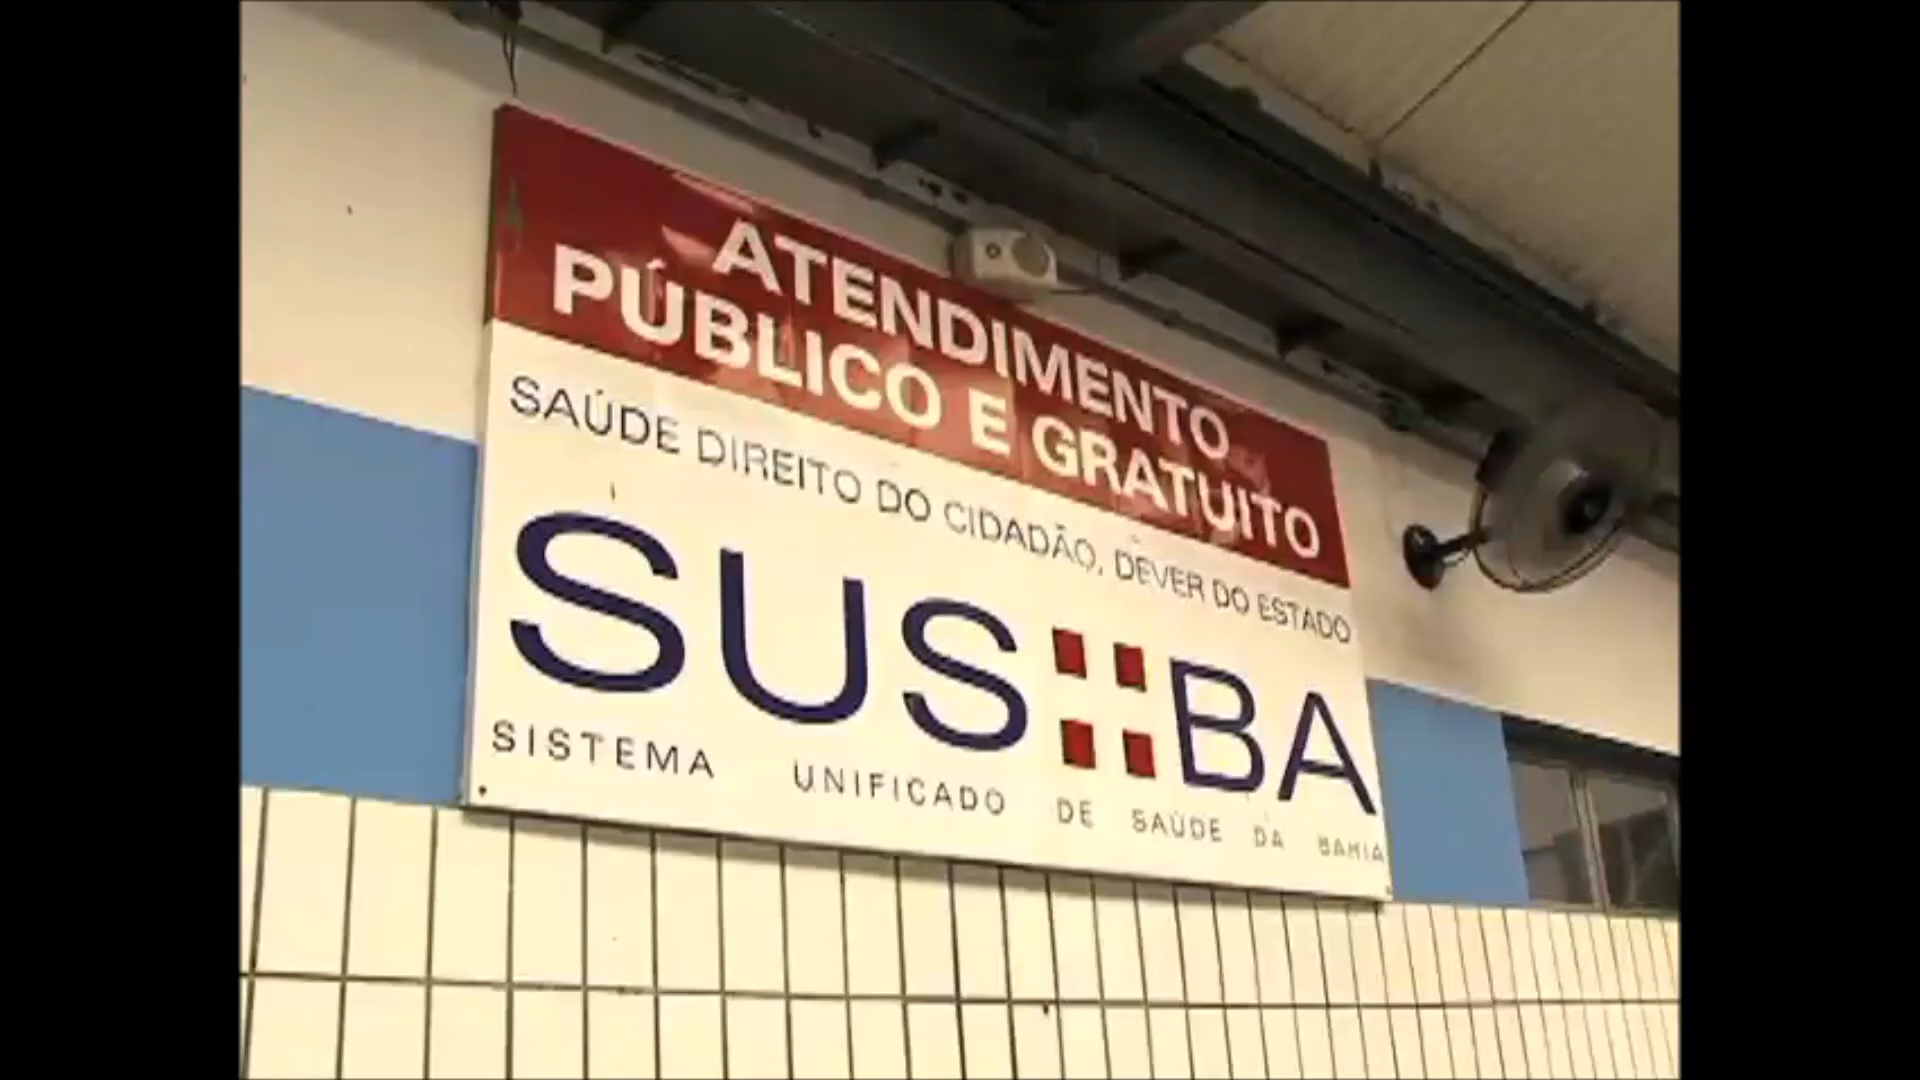 ATENDIMENTO
PÚBLICO E GRATUITO
SAÚDE DIREITO DO CIDADÃO, DEVER DO ESTADO
SUS BA
SISTEMA UNIFICADO DE SAÚDE DA BAHIA